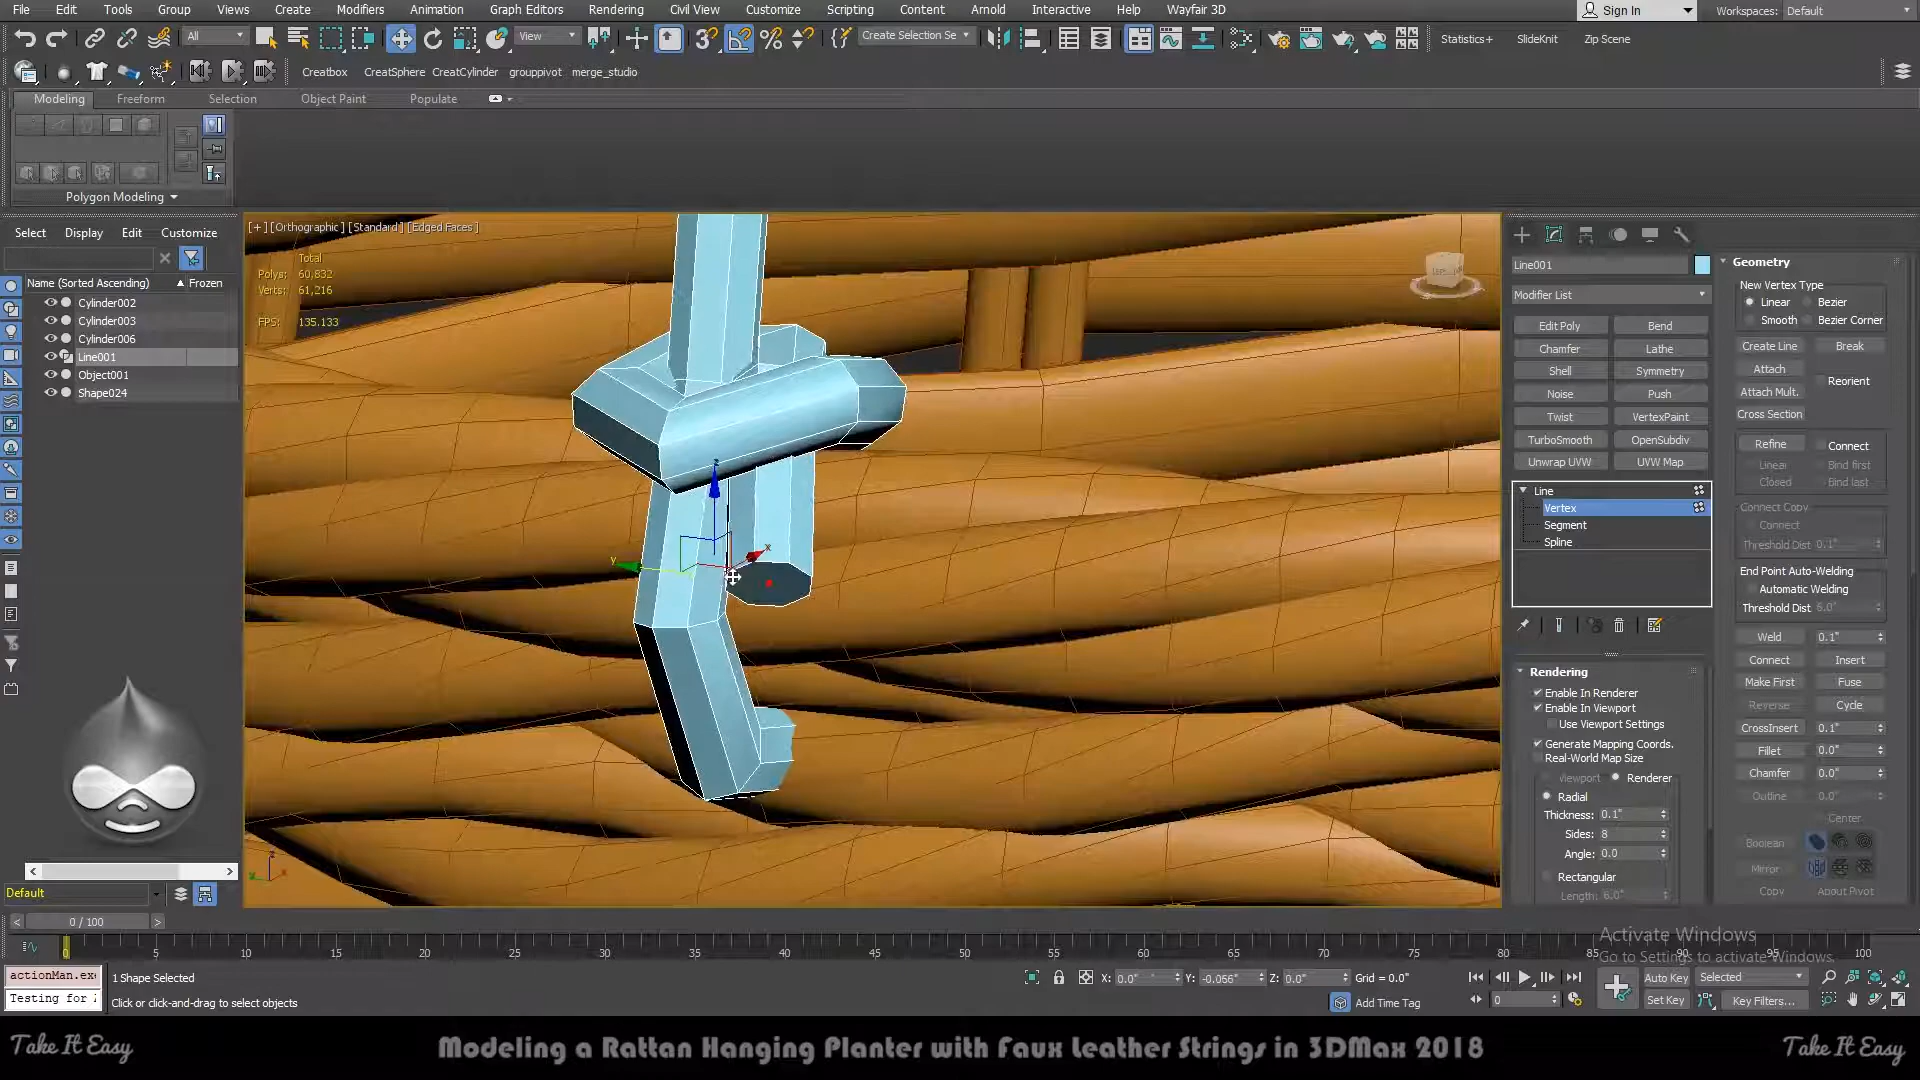 File Edit Tools Group Views Create Modifiers Animation Graph Editors Rendering Civil View Customize Scripting Content Arnold Interactive Help Wayfair 3D Sign In Workspaces: Default
All View Create Selection Se Statistics+ SlideKnit Zip Scene
Creatbox CreatSphere CreatCylinder grouppivot merge_studio
Modeling Freeform Selection Object Paint Populate
Polygon Modeling
Select Display Edit Customize
Name (Sorted Ascending) Frozen
Cylinder002
Cylinder003
Cylinder006
Line001
Object001
Shape024
Default
[+] [Orthographic] [Standard] [Edged Faces]
Total
Polys: 60,832
Verts: 61,216
FPS: 135.133
z
y x
Line001
Modifier List
Edit Poly Bend
Chamfer Lathe
Shell Symmetry
Noise Push
Twist VertexPaint
TurboSmooth OpenSubdiv
Unwrap UVW UVW Map
Line
Vertex
Segment
Spline
Rendering
Enable In Renderer
Enable In Viewport
Use Viewport Settings
Generate Mapping Coords.
Real-World Map Size
Viewport Renderer
Radial
Thickness: 0.1"
Sides: 8
Angle: 0.0
Rectangular
Length: 6.0"
Geometry
New Vertex Type
Linear Bezier
Smooth Bezier Corner
Create Line Break
Attach
Reorient
Attach Mult.
Cross Section
Refine Connect
Linear Bind first
Closed Bind last
Connect Copy
Connect
Threshold Dist 0.1"
End Point Auto-Welding
Automatic Welding
Threshold Dist 6.0"
Weld 0.1"
Connect Insert
Make First Fuse
Reverse Cycle
CrossInsert 0.1"
Fillet 0.0"
Chamfer 0.0"
Outline 0.0"
Center
Boolean
Mirror
Copy About Pivot
< 0 / 100 >
0 5 10 15 20 25 30 35 40 45 50 55 60 65 70 75 80 85 90 95 100
Activate Windows
Go to Settings to activate Windows.
actionMan.exe 1 Shape Selected X: 0.0" Y: -0.056" Z: 0.0" Grid = 0.0" Auto Key Selected
Testing for Click or click-and-drag to select objects Add Time Tag 0 Set Key Key Filters...
Take It Easy Modeling a Rattan Hanging Planter with Faux Leather Strings in 3DMax 2018 Take It Easy